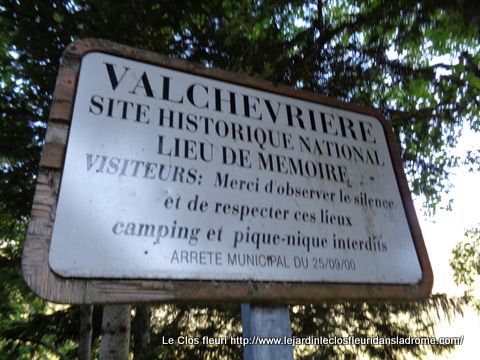 VALCHEVRIERE
SITE HISTORIQUE NATIONAL
LIEU DE MEMOIRE
VISITEURS: Merci d'observer le silence
et de respecter ces lieux
camping et pique-nique interdits
ARRETE MUNICIPAL DU 25/09/00
Le Clos fleuri http://www.lejardinleclosfleuridansladrome.com/